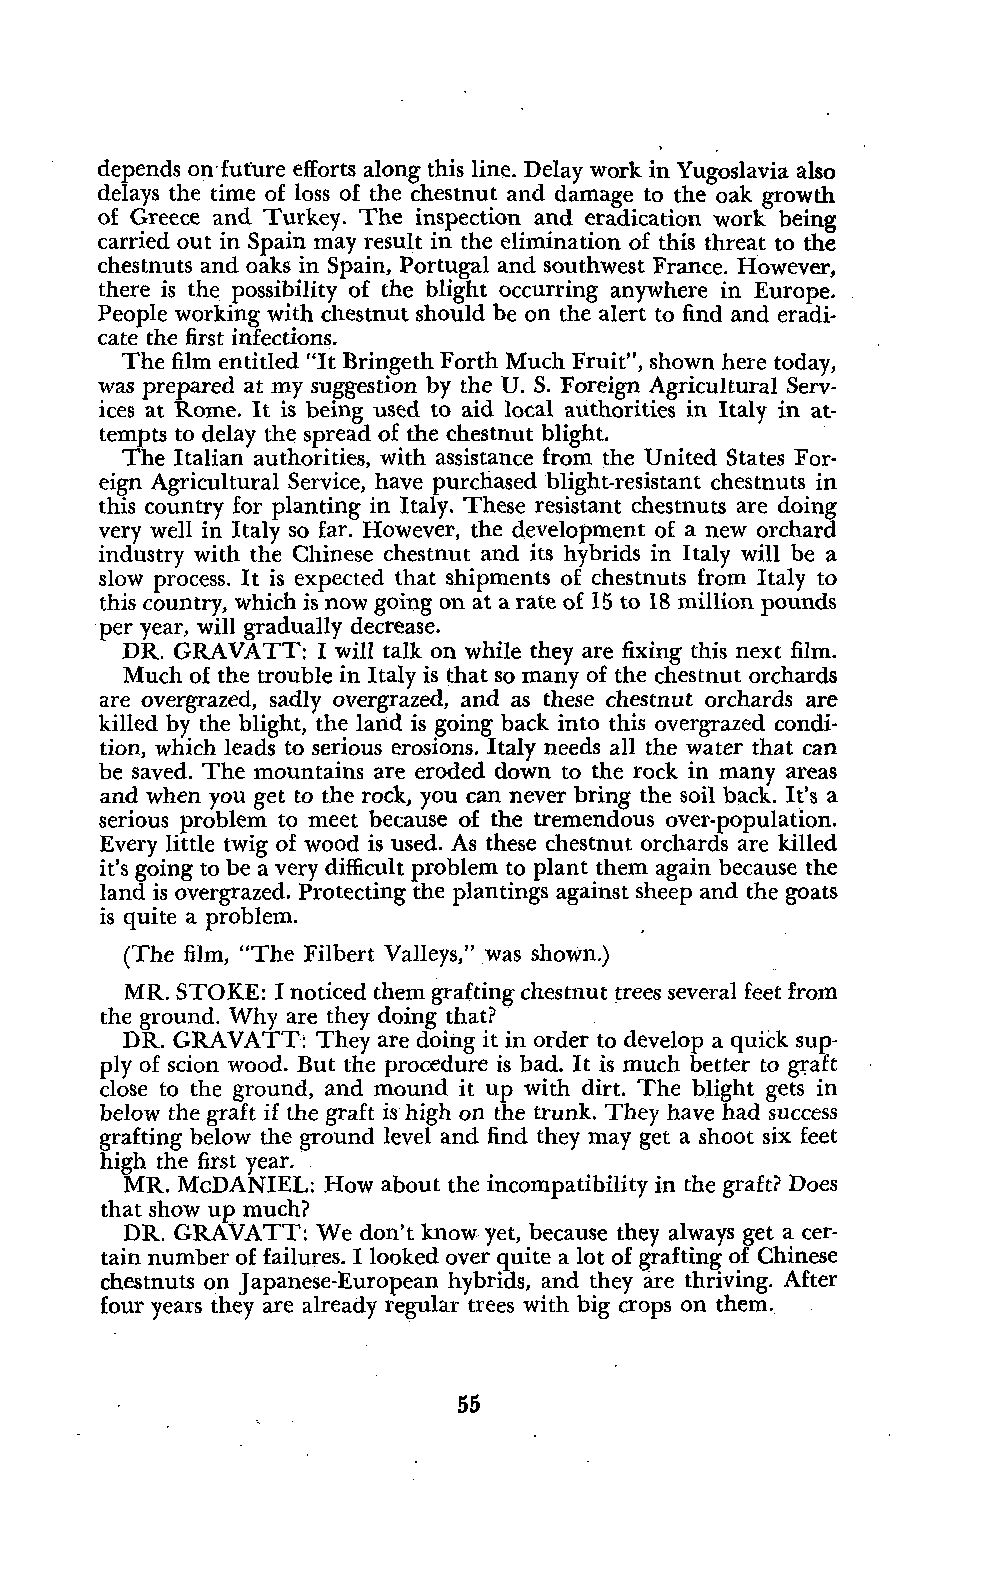 depends on future efforts along this line. Delay work in Yugoslavia also
delays the time of loss of the chestnut and damage to the oak growth
of Greece and Turkey. The inspection and eradication work being
carried out in Spain may result in the elimination of this threat to the
chestnuts and oaks in Spain, Portugal and southwest France. However,
there is the possibility of the blight occurring anywhere in Europe.
People working with chestnut should be on the alert to find and eradi-
cate the first infections.
The film entitled "It Bringeth Forth Much Fruit", shown here today,
was prepared at my suggestion by the U. S. Foreign Agricultural Serv-
ices at Rome. It is being used to aid local authorities in Italy in at-
tempts to delay the spread of the chestnut blight.
The Italian authorities, with assistance from the United States For-
eign Agricultural Service, have purchased blight-resistant chestnuts in
this country for planting in Italy. These resistant chestnuts are doing
very well in Italy so far. However, the development of a new orchard
industry with the Chinese chestnut and its hybrids in Italy will be a
slow process. It is expected that shipments of chestnuts from Italy to
this country, which is now going on at a rate of 15 to 18 million pounds
per year, will gradually decrease.
DR. GRAVATT: I will talk on while they are fixing this next film.
Much of the trouble in Italy is that so many of the chestnut orchards
are overgrazed, sadly overgrazed, and as these chestnut orchards are
killed by the blight, the land is going back into this overgrazed condi-
tion, which leads to serious erosions. Italy needs all the water that can
be saved. The mountains are eroded down to the rock in many areas
and when you get to the rock, you can never bring the soil back. It's a
serious problem to meet because of the tremendous over-population.
Every little twig of wood is used. As these chestnut orchards are killed
it's going to be a very difficult problem to plant them again because the
land is overgrazed. Protecting the plantings against sheep and the goats
is quite a problem.
(The film, "The Filbert Valleys," was shown.)
MR. STOKE: I noticed them grafting chestnut trees several feet from
the ground. Why are they doing that?
DR. GRAVATT: They are doing it in order to develop a quick sup-
ply of scion wood. But the procedure is bad. It is much better to graft
close to the ground, and mound it up with dirt. The blight gets in
below the graft if the graft is high on the trunk. They have had success
grafting below the ground level and find they may get a shoot six feet
high the first year.
MR. McDANIEL: How about the incompatibility in the graft? Does
that show up much?
DR. GRAVATT: We don't know yet, because they always get a cer-
tain number of failures. I looked over quite a lot of grafting of Chinese
chestnuts on Japanese-European hybrids, and they are thriving. After
four years they are already regular trees with big crops on them.
55